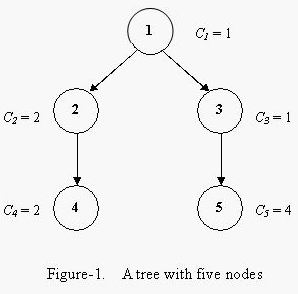 1 C1 = 1
2 3
C2 = 2 C3 = 1
4 5
C4 = 2 C5 = 4
Figure-1. A tree with five nodes